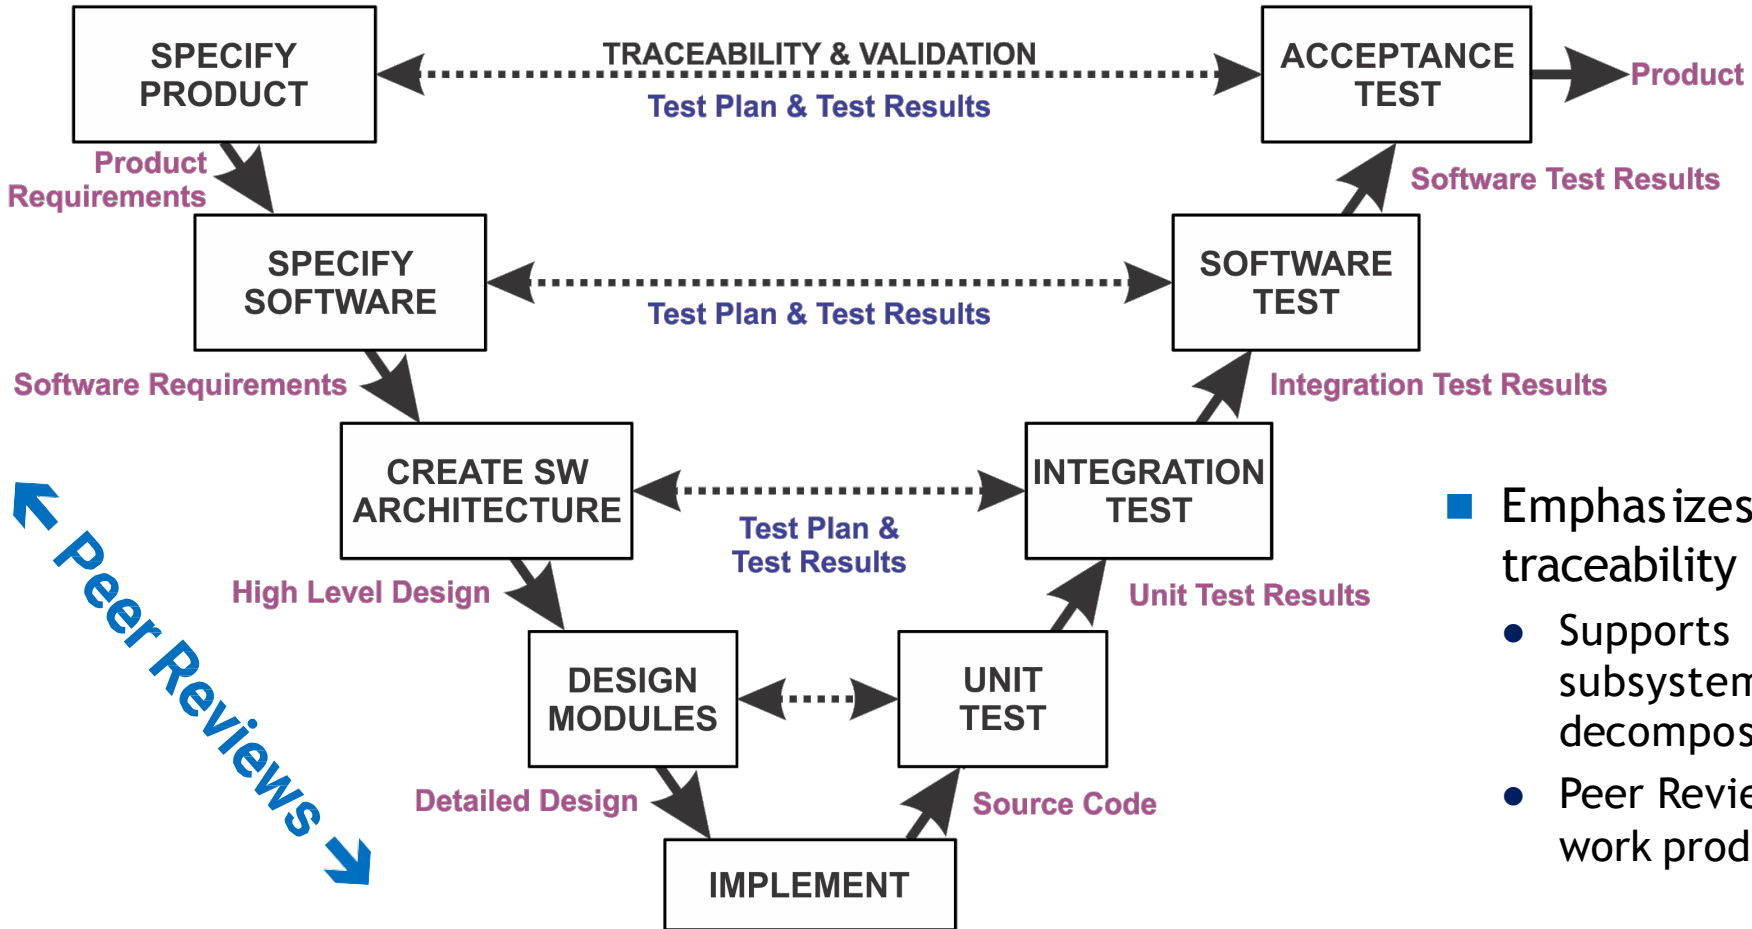 SPECIFY
PRODUCT
TRACEABILITY & VALIDATION
Test Plan & Test Results
ACCEPTANCE
TEST
Product
Product
Requirements
Software Test Results
SPECIFY
SOFTWARE
Test Plan & Test Results
SOFTWARE
TEST
Software Requirements
Integration Test Results
CREATE SW
ARCHITECTURE
Test Plan &
Test Results
INTEGRATION
TEST
High Level Design
Unit Test Results
DESIGN
MODULES
UNIT
TEST
Detailed Design
Source Code
IMPLEMENT
Peer Reviews
Emphasizes
traceability
Supports
subsystem
decompos
Peer Revie
work prod